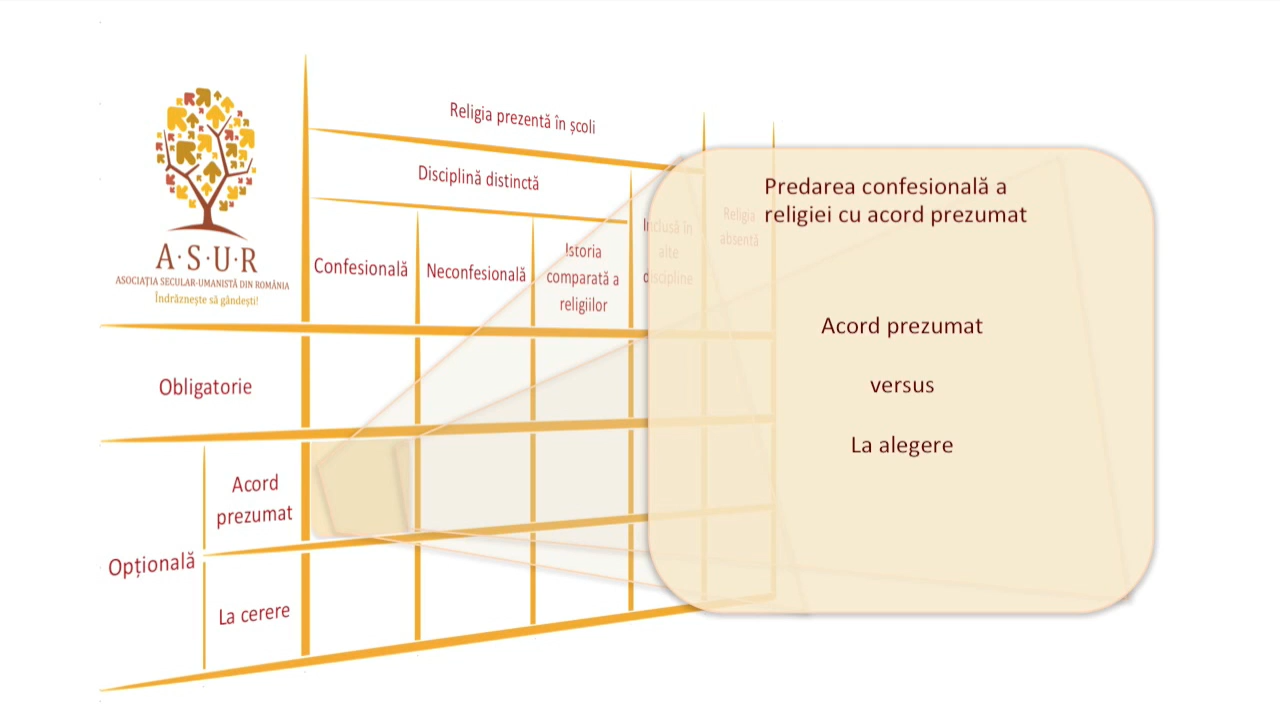 A·S·U·R
ASOCIAȚIA SECULAR-UMANISTĂ DIN ROMÂNIA
Îndrăznește să gândești!
Religia prezentă în școli
Disciplină distinctă
Confesională
Neconfesională
Istoria
comparată a
religiilor
Inclusă în
alte
discipline
Religia
absentă
Obligatorie
Opțională
Acord
prezumat
La cerere
Predarea confesională a
religiei cu acord prezumat
Acord prezumat
versus
La alegere